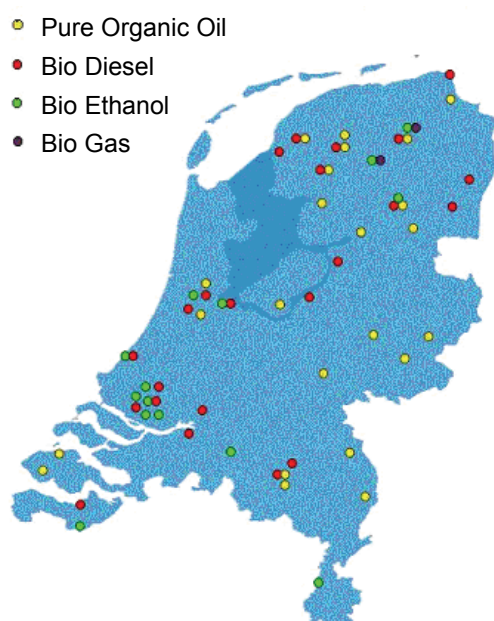 Pure Organic Oil
Bio Diesel
Bio Ethanol
Bio Gas